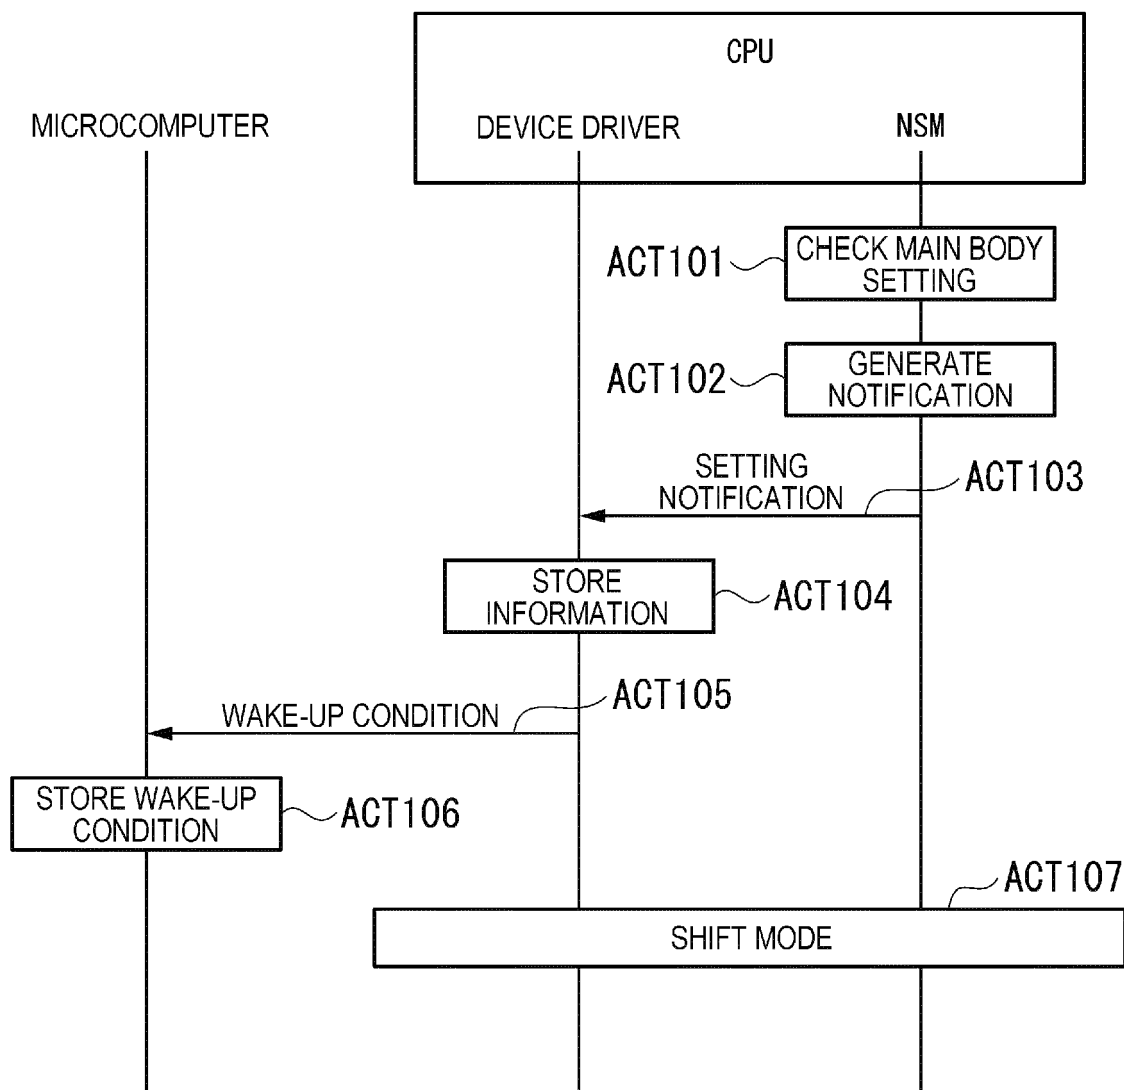 CPU
MICROCOMPUTER
DEVICE DRIVER
NSM
ACT101
CHECK MAIN BODY
SETTING
ACT102
GENERATE
NOTIFICATION
SETTING
NOTIFICATION
ACT103
STORE
INFORMATION
ACT104
ACT105
WAKE-UP CONDITION
STORE WAKE-UP
CONDITION
ACT106
ACT107
SHIFT MODE